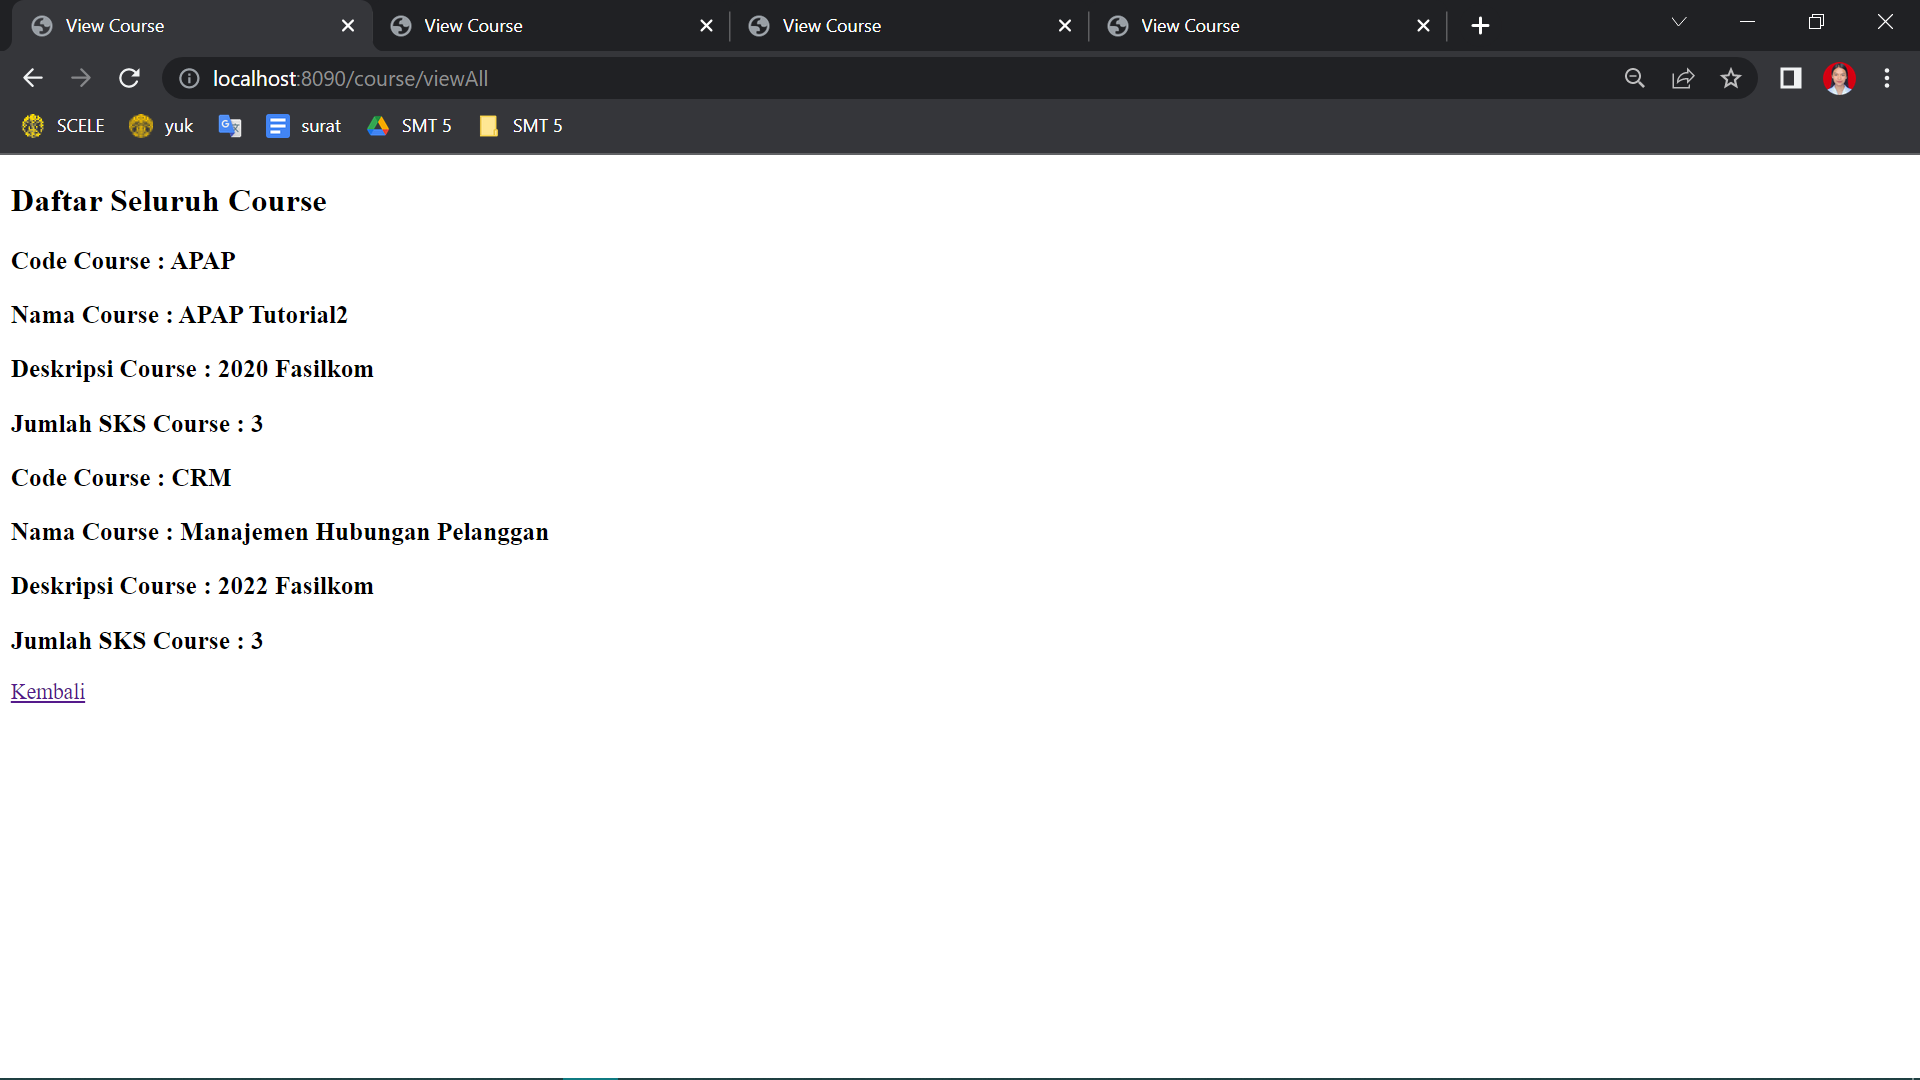 View Course
View Course
View Course
View Course
localhost:8090/course/viewAll
SCELE
yuk
surat
SMT 5
SMT 5
Daftar Seluruh Course
Code Course : APAP
Nama Course : APAP Tutorial2
Deskripsi Course : 2020 Fasilkom
Jumlah SKS Course : 3
Code Course : CRM
Nama Course : Manajemen Hubungan Pelanggan
Deskripsi Course : 2022 Fasilkom
Jumlah SKS Course : 3
Kembali